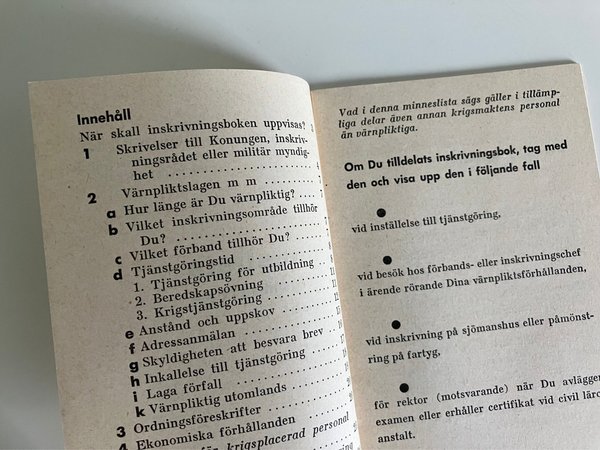 Innehåll
När skall inskrivningsboken uppvisas? 3
1 Skrivelser till Konungen, inskriv-
ningsrådet eller militär myndig-
het
2 Värnpliktslagen m m
a Hur länge är Du värnpliktig?
b Vilket inskrivningsområde tillhör
Du?
c Vilket förband tillhör Du?
d Tjänstgöringstid
1. Tjänstgöring för utbildning
2. Beredskapsövning
3. Krigstjänstgöring
e Anstånd och uppskov
f Adressanmälan
g Skyldigheten att besvara brev
h Inkallelse till tjänstgöring
i Laga förfall
k Värnpliktig utomlands
3 Ordningsföreskrifter
4 Ekonomiska förhållanden
för krigsplacerad personal
Vad i denna minneslista sägs gäller i tillämp-
liga delar även annan krigsmaktens personal
än värnpliktiga.
Om Du tilldelats inskrivningsbok, tag med
den och visa upp den i följande fall
● vid inställelse till tjänstgöring,
● vid besök hos förbands- eller inskrivningschef
i ärende rörande Dina värnpliktsförhållanden,
● vid inskrivning på sjömanshus eller påmönst-
ring på fartyg,
● för rektor (motsvarande) när Du avlägger
examen eller erhåller certifikat vid civil läro-
anstalt.